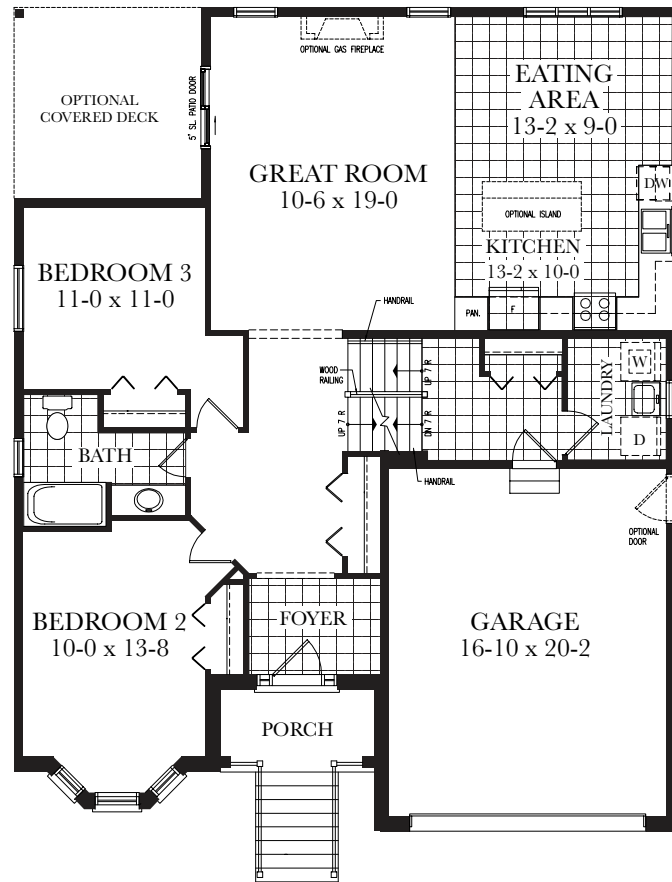 OPTIONAL GAS FIREPLACE
OPTIONAL
COVERED DECK
5" SL PATIO DOOR
EATING
AREA
13-2 x 9-0
GREAT ROOM
10-6 x 19-0
DW
OPTIONAL ISLAND
KITCHEN
13-2 x 10-0
BEDROOM 3
11-0 x 11-0
HANDRAIL
PAN.
F
WOOD
RAILING
UP 7 R
UP 7 R
DN 7 R
LAUNDRY
W
D
BATH
HANDRAIL
OPTIONAL
DOOR
BEDROOM 2
10-0 x 13-8
FOYER
GARAGE
16-10 x 20-2
PORCH